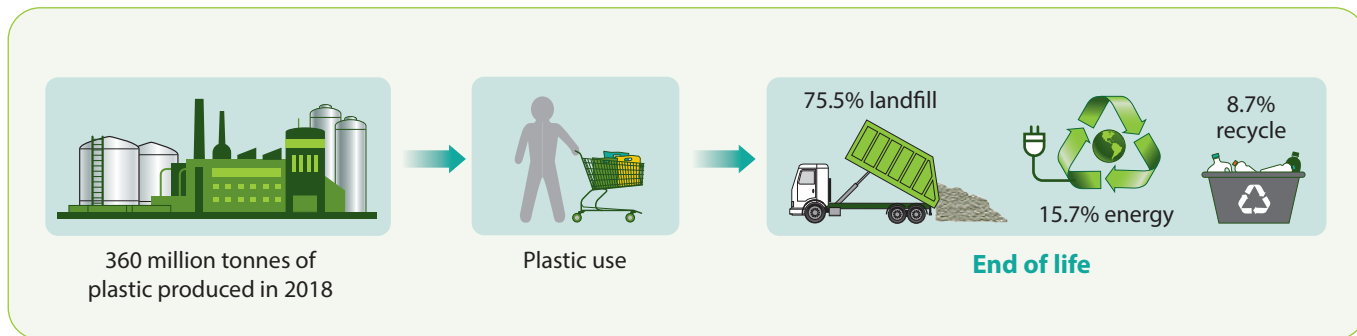 360 million tonnes of
plastic produced in 2018
Plastic use
75.5% landfill
15.7% energy
8.7%
recycle
End of life